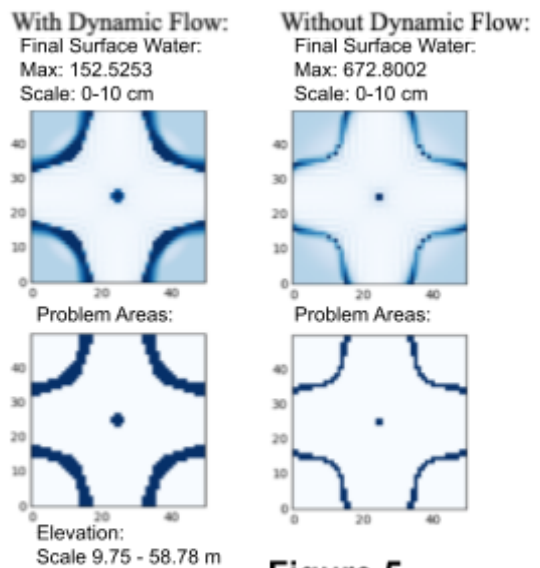 With Dynamic Flow:
Final Surface Water:
Max: 152.5253
Scale: 0-10 cm
40
30
20
10
0
0 20 40
Problem Areas:
40
30
20
10
0
0 20 40
Elevation:
Scale 9.75 - 58.78 m
Without Dynamic Flow:
Final Surface Water:
Max: 672.8002
Scale: 0-10 cm
40
30
20
10
0
0 20 40
Problem Areas:
40
30
20
10
0
0 20 40
Figure 5